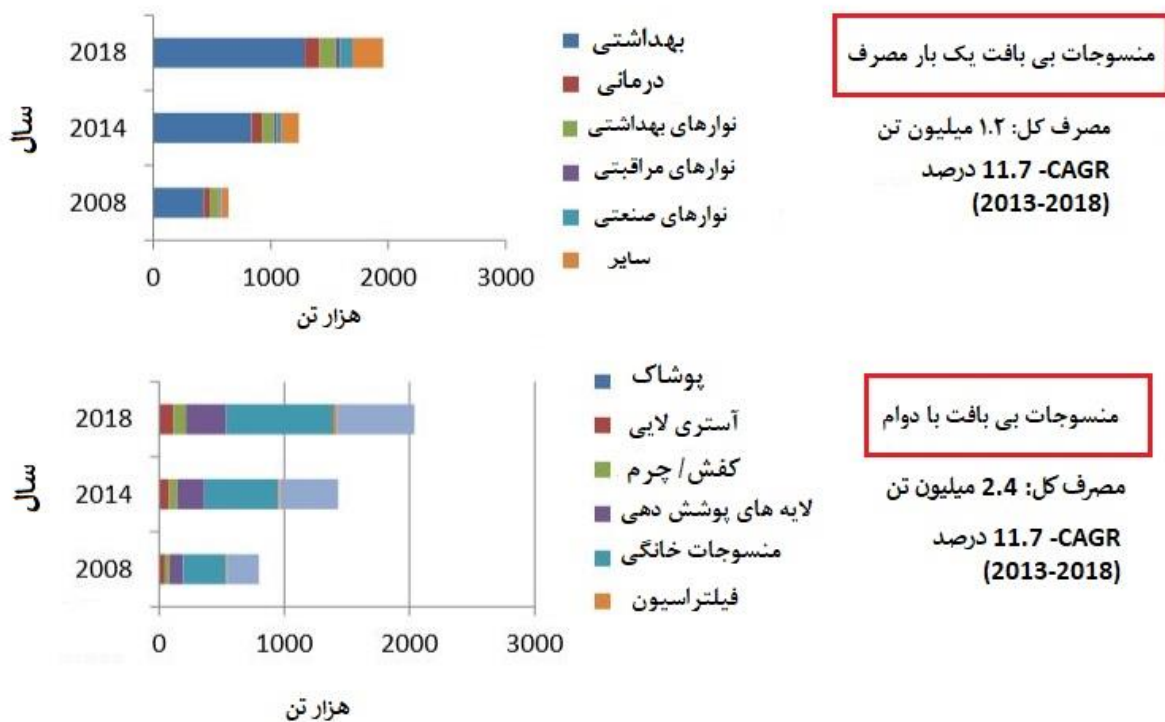 منسوجات بی بافت یک بار مصرف
مصرف کل: ۱.۲ میلیون تن
CAGR- 11.7 درصد
(2013-2018)
بهداشتی
درمانی
نوارهای بهداشتی
نوارهای مراقبتی
نوارهای صنعتی
سایر
سال
2018
2014
2008
0 1000 2000 3000
هزار تن
منسوجات بی بافت با دوام
مصرف کل: 2.4 میلیون تن
CAGR- 11.7 درصد
(2013-2018)
پوشاک
آستری لایی
کفش/ چرم
لایه های پوشش دهی
منسوجات خانگی
فیلتراسیون
سال
2018
2014
2008
0 1000 2000 3000
هزار تن